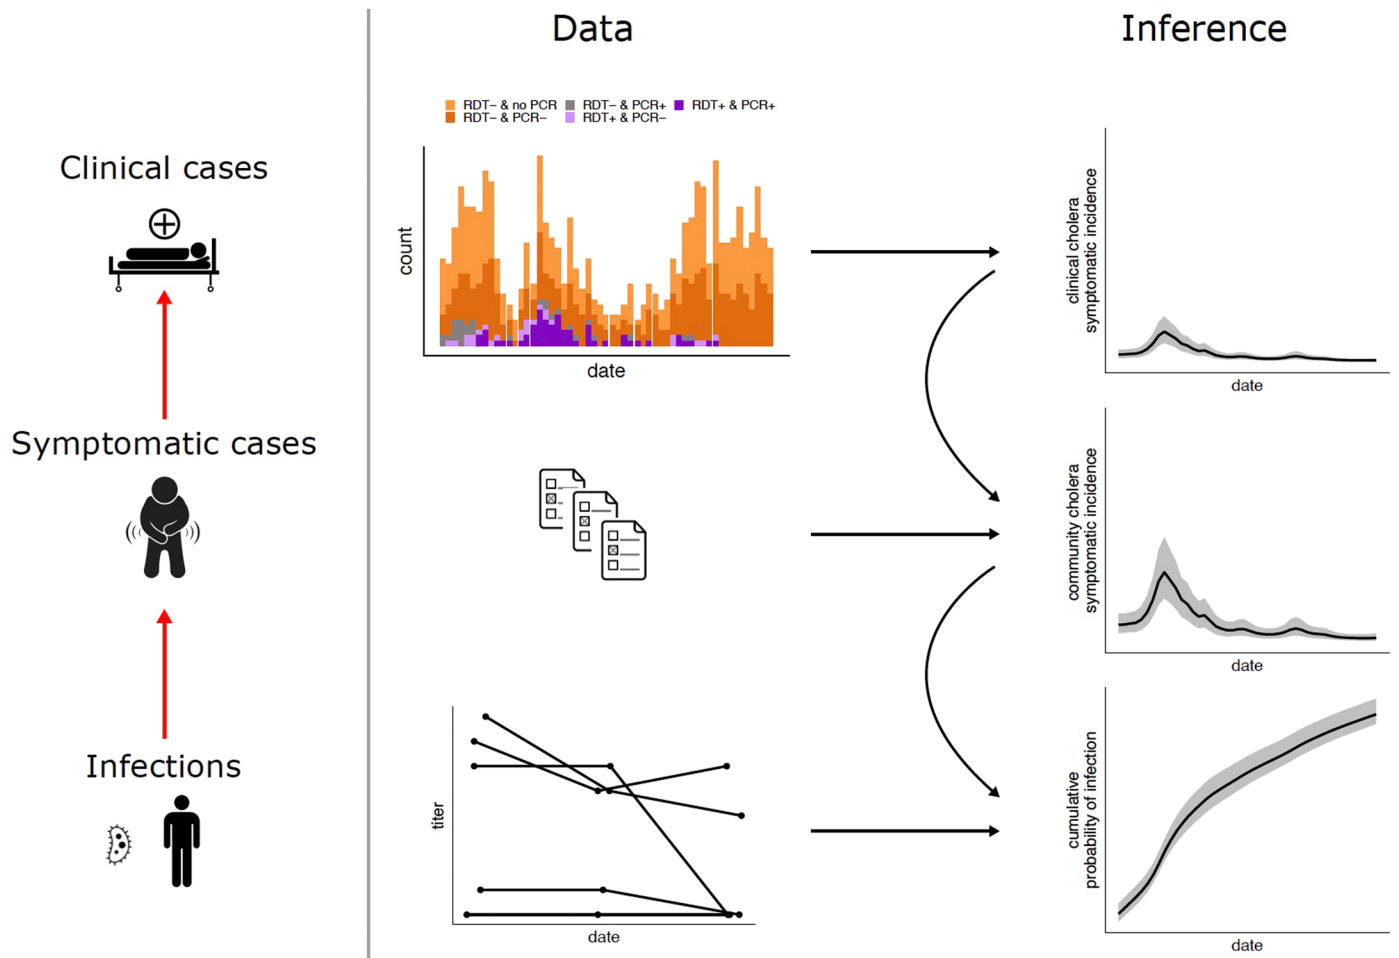 Data
Inference
RDT− & no PCR
RDT− & PCR+
RDT+ & PCR+
RDT− & PCR−
RDT+ & PCR−
Clinical cases
count
date
clinical cholera
symptomatic incidence
date
Symptomatic cases
community cholera
symptomatic incidence
date
Infections
titer
date
cumulative
probability of infection
date